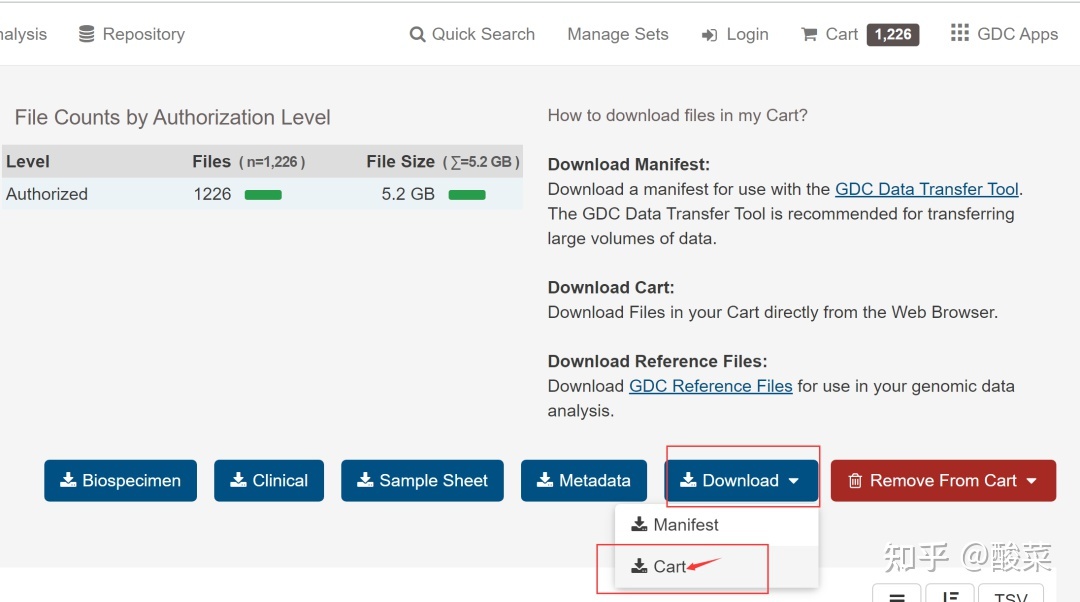 nalysis Repository Quick Search Manage Sets Login Cart 1,226 GDC Apps
File Counts by Authorization Level
Level Files (n=1,226) File Size (∑=5.2 GB)
Authorized 1226 5.2 GB
How to download files in my Cart?
Download Manifest:
Download a manifest for use with the GDC Data Transfer Tool.
The GDC Data Transfer Tool is recommended for transferring
large volumes of data.
Download Cart:
Download Files in your Cart directly from the Web Browser.
Download Reference Files:
Download GDC Reference Files for use in your genomic data
analysis.
Biospecimen Clinical Sample Sheet Metadata Download Remove From Cart
Manifest
Cart
知乎 @酸菜
TSV